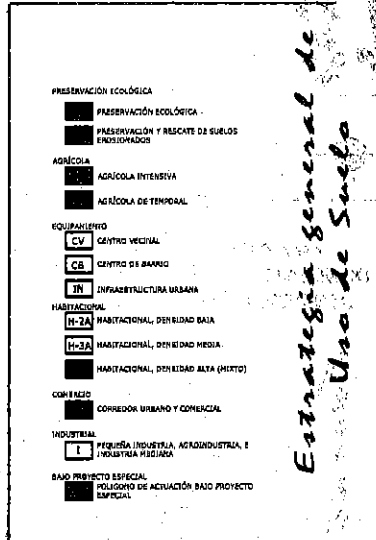 PRESERVACIÓN ECOLÓGICA
PRESERVACIÓN ECOLÓGICA
PRESERVACIÓN Y RESCATE DE SUELOS
EROSIONADOS
AGRÍCOLA
AGRÍCOLA INTENSIVA
AGRÍCOLA DE TEMPORAL
EQUIPAMIENTO
CV CENTRO VECINAL
CB CENTRO DE BARRIO
IN INFRAESTRUCTURA URBANA
HABITACIONAL
H-2A HABITACIONAL, DENSIDAD BAJA
H-3A HABITACIONAL, DENSIDAD MEDIA
HABITACIONAL, DENSIDAD ALTA (MIXTO)
COMERCIO
CORREDOR URBANO Y COMERCIAL
INDUSTRIAL
I PEQUEÑA INDUSTRIA, AGROINDUSTRIA, E
INDUSTRIA MEDIANA
BAJO PROYECTO ESPECIAL
POLIGONO DE ACTUACIÓN BAJO PROYECTO
ESPECIAL
Estrategia general de
Uso de Suelo